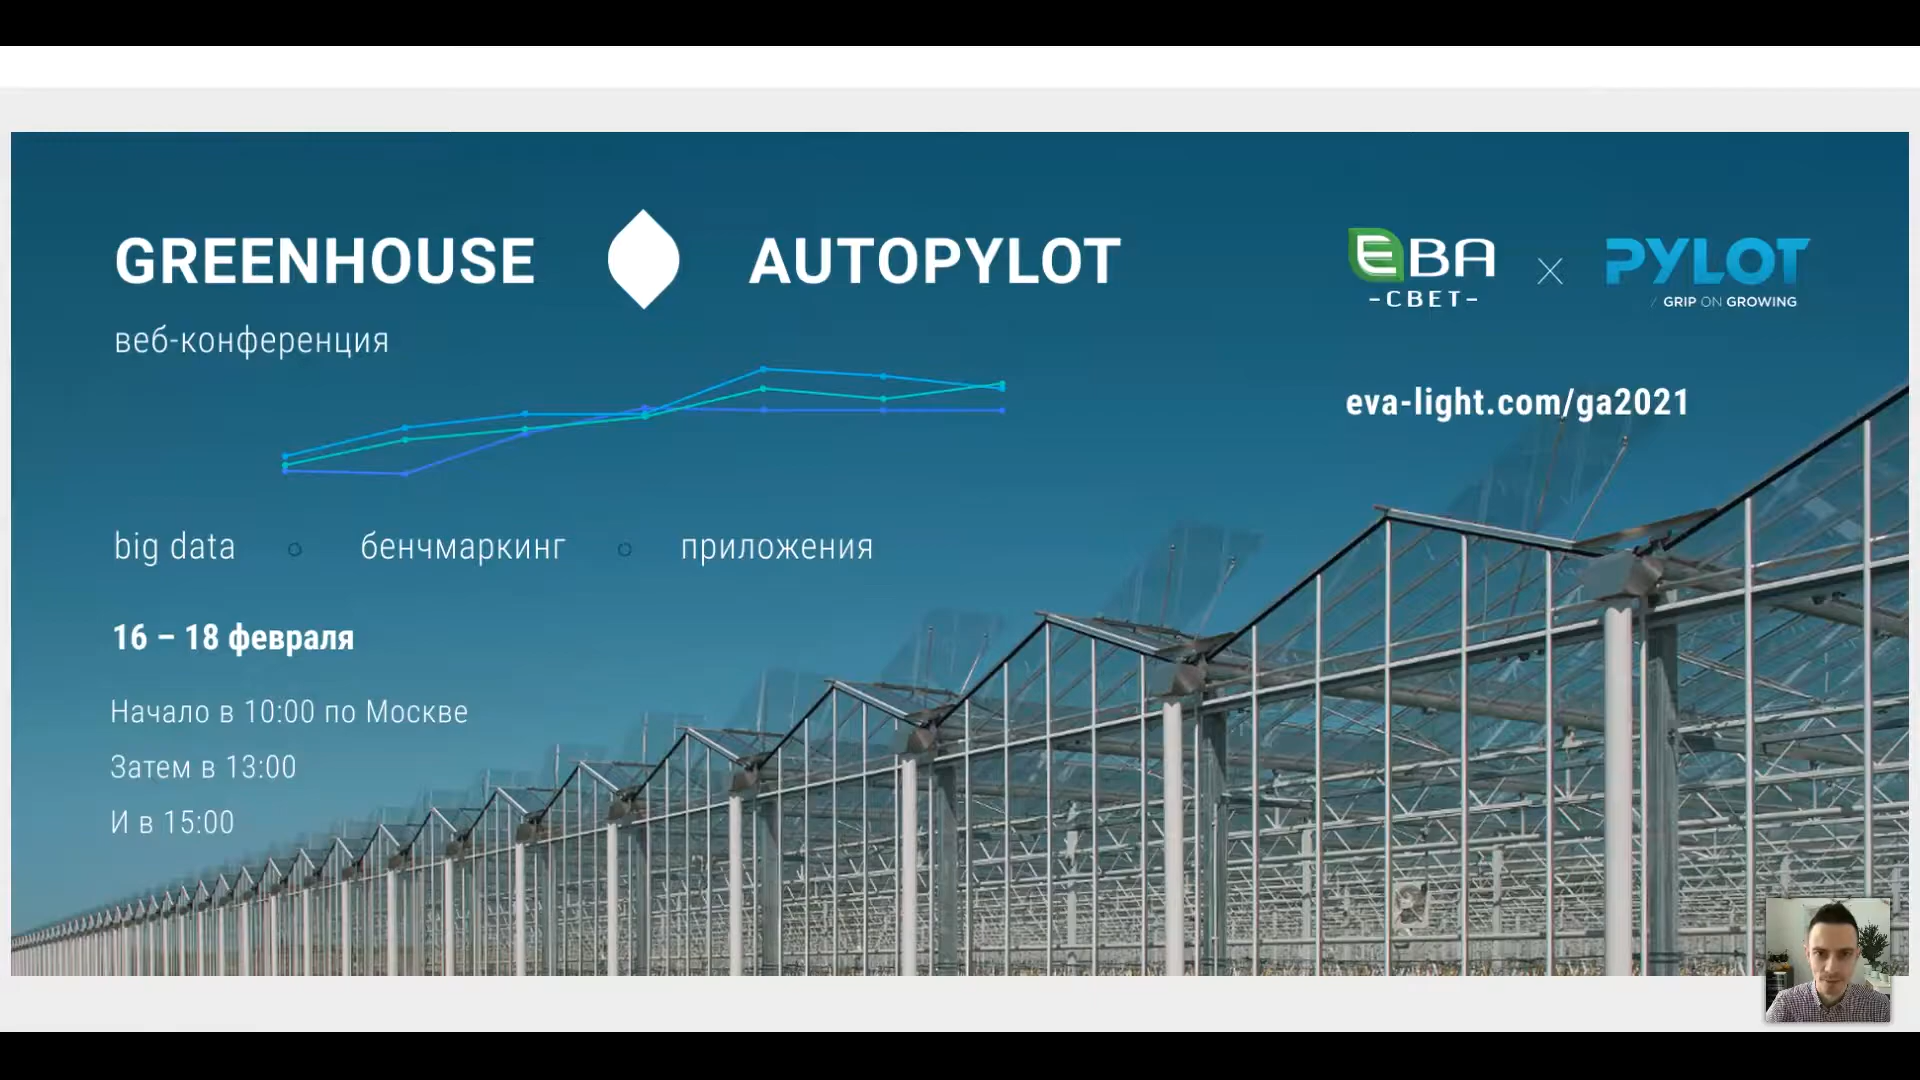 GREENHOUSE AUTOPYLOT
веб-конференция
ЕВА
-СВЕТ-
PYLOT
/ GRIP ON GROWING
eva-light.com/ga2021
big data бенчмаркинг приложения
16 – 18 февраля
Начало в 10:00 по Москве
Затем в 13:00
И в 15:00